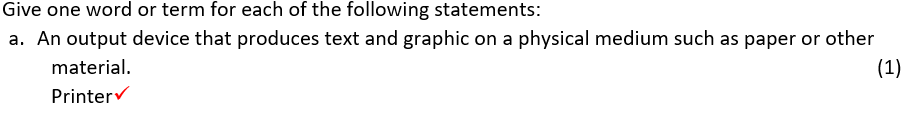 Give one word or term for each of the following statements:
a. An output device that produces text and graphic on a physical medium such as paper or other
material. (1)
Printer✓